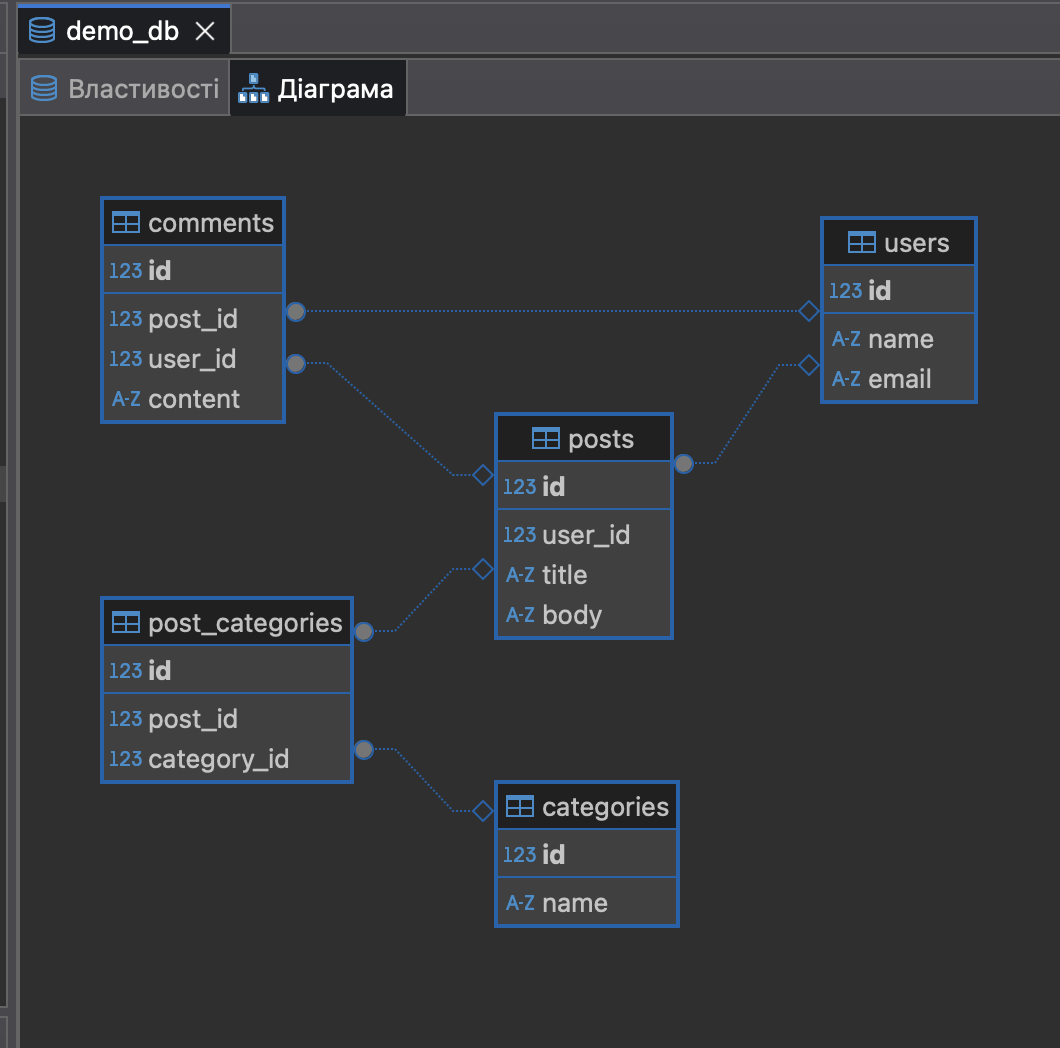 demo_db
Властивості
Діаграма
comments
123 id
123 post_id
123 user_id
A-Z content
users
123 id
A-Z name
A-Z email
posts
123 id
123 user_id
A-Z title
A-Z body
post_categories
123 id
123 post_id
123 category_id
categories
123 id
A-Z name